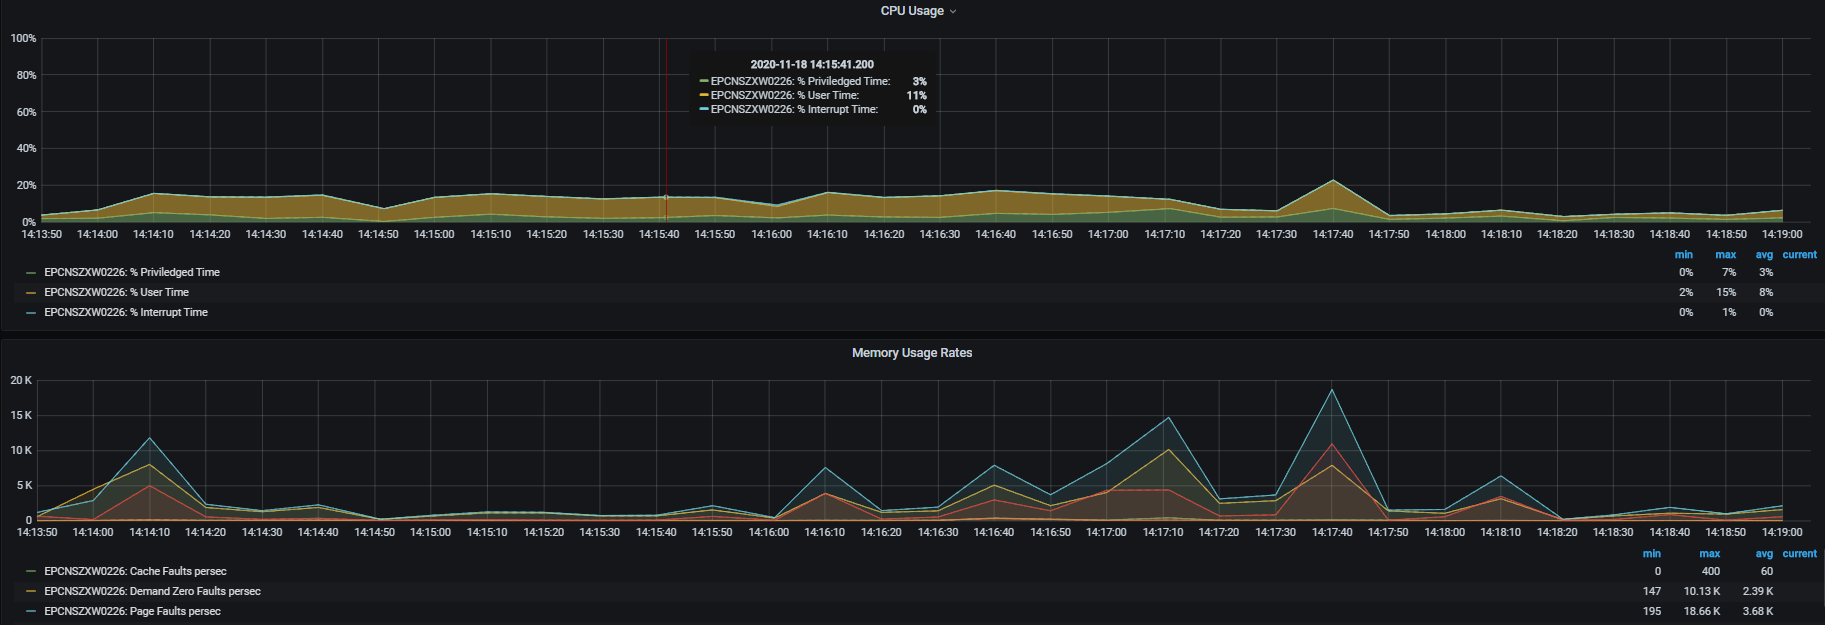 CPU Usage
100%
80%
60%
40%
20%
0%
2020-11-18 14:15:41.200
EPCNSZXW0226: % Priviledged Time: 3%
EPCNSZXW0226: % User Time: 11%
EPCNSZXW0226: % Interrupt Time: 0%
14:13:50 14:14:00 14:14:10 14:14:20 14:14:30 14:14:40 14:14:50 14:15:00 14:15:10 14:15:20 14:15:30 14:15:40 14:15:50 14:16:00 14:16:10 14:16:20 14:16:30 14:16:40 14:16:50 14:17:00 14:17:10 14:17:20 14:17:30 14:17:40 14:17:50 14:18:00 14:18:10 14:18:20 14:18:30 14:18:40 14:18:50 14:19:00
min max avg current
EPCNSZXW0226: % Priviledged Time 0% 7% 3%
EPCNSZXW0226: % User Time 2% 15% 8%
EPCNSZXW0226: % Interrupt Time 0% 1% 0%
Memory Usage Rates
20 K
15 K
10 K
5 K
0
14:13:50 14:14:00 14:14:10 14:14:20 14:14:30 14:14:40 14:14:50 14:15:00 14:15:10 14:15:20 14:15:30 14:15:40 14:15:50 14:16:00 14:16:10 14:16:20 14:16:30 14:16:40 14:16:50 14:17:00 14:17:10 14:17:20 14:17:30 14:17:40 14:17:50 14:18:00 14:18:10 14:18:20 14:18:30 14:18:40 14:18:50 14:19:00
min max avg current
EPCNSZXW0226: Cache Faults persec 0 400 60
EPCNSZXW0226: Demand Zero Faults persec 147 10.13 K 2.39 K
EPCNSZXW0226: Page Faults persec 195 18.66 K 3.68 K